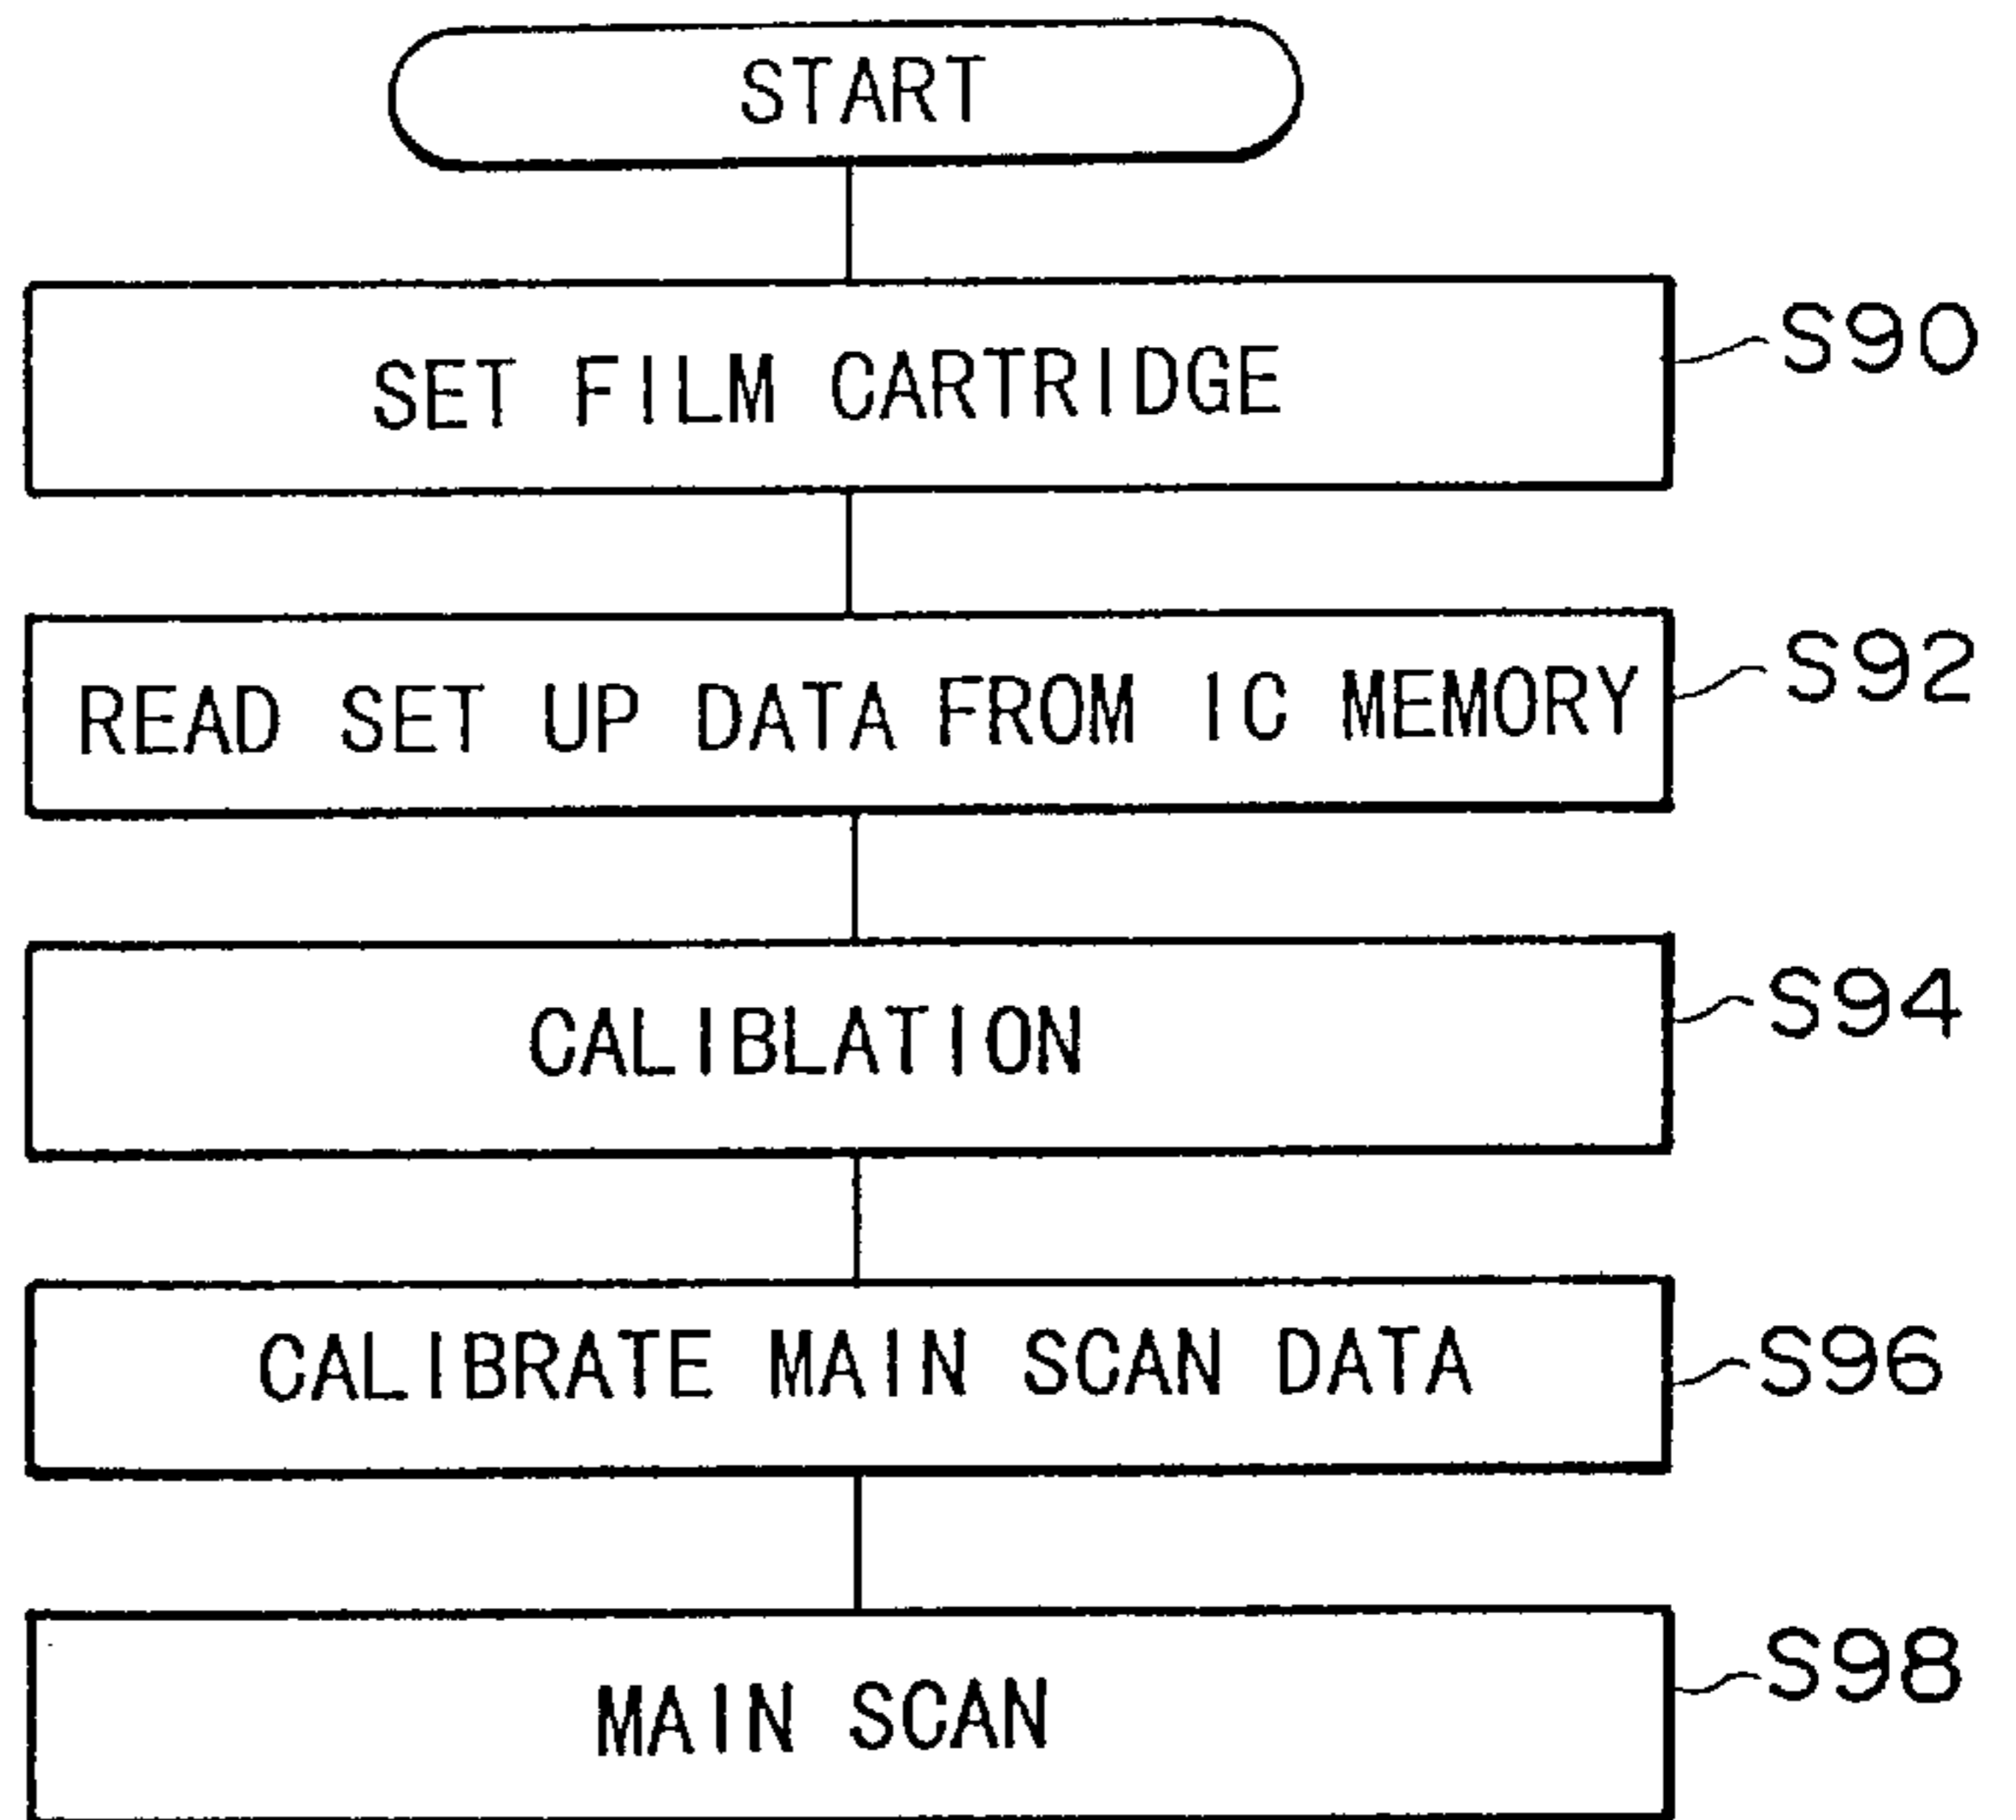 START
SET FILM CARTRIDGE
S90
READ SET UP DATA FROM IC MEMORY
S92
CALIBLATION
S94
CALIBRATE MAIN SCAN DATA
S96
MAIN SCAN
S98